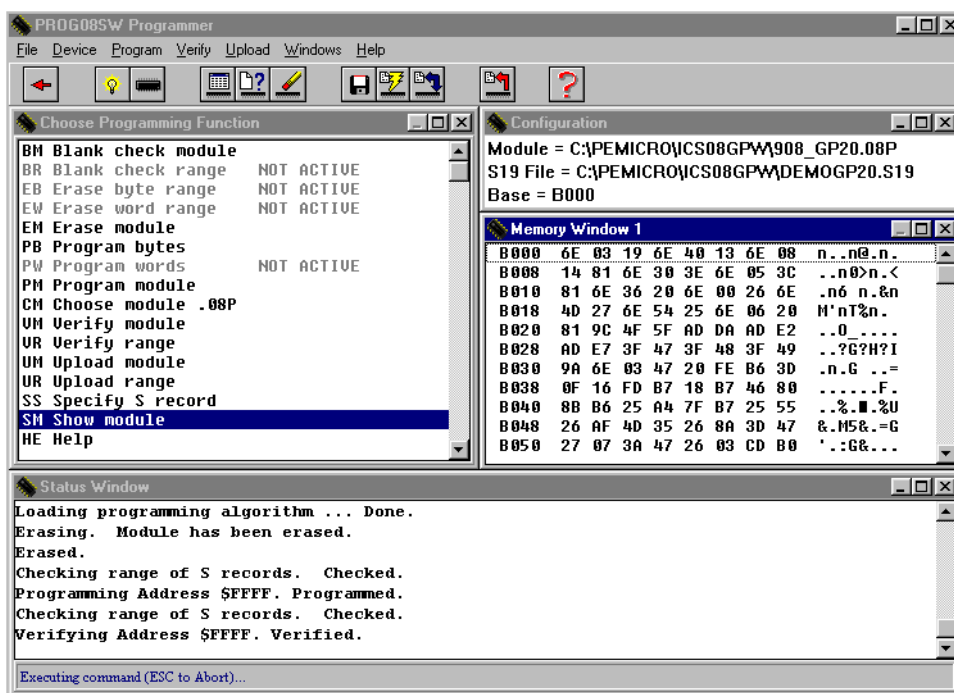 PROG08SW Programmer
File Device Program Verify Upload Windows Help
Choose Programming Function
BM Blank check module
BR Blank check range NOT ACTIVE
EB Erase byte range NOT ACTIVE
EW Erase word range NOT ACTIVE
EM Erase module
PB Program bytes
PW Program words NOT ACTIVE
PM Program module
CM Choose module .08P
VM Verify module
VR Verify range
UM Upload module
UR Upload range
SS Specify S record
SM Show module
HE Help
Configuration
Module = C:\PEMICRO\ICS08GPW\908_GP20.08P
S19 File = C:\PEMICRO\ICS08GPW\DEMOGP20.S19
Base = B000
Memory Window 1
B000 6E 03 19 6E 40 13 6E 08 n..n@.n.
B008 14 81 6E 30 3E 6E 05 3C ..n0>n.<
B010 81 6E 36 20 6E 00 26 6E .n6 n.&n
B018 4D 27 6E 54 25 6E 06 20 M'nT%n.
B020 81 9C 4F 5F AD DA AD E2 ..O_....
B028 AD E7 3F 47 3F 48 3F 49 ..?G?H?I
B030 9A 6E 03 47 20 FE B6 3D .n.G ..=
B038 0F 16 FD B7 18 B7 46 80 ......F.
B040 8B B6 25 A4 7F B7 25 55 ..%.■.%U
B048 26 AF 4D 35 26 8A 3D 47 &.M5&.=G
B050 27 07 3A 47 26 03 CD B0 '.:G&...
Status Window
Loading programming algorithm ... Done.
Erasing. Module has been erased.
Erased.
Checking range of S records. Checked.
Programming Address $FFFF. Programmed.
Checking range of S records. Checked.
Verifying Address $FFFF. Verified.
Executing command (ESC to Abort)...